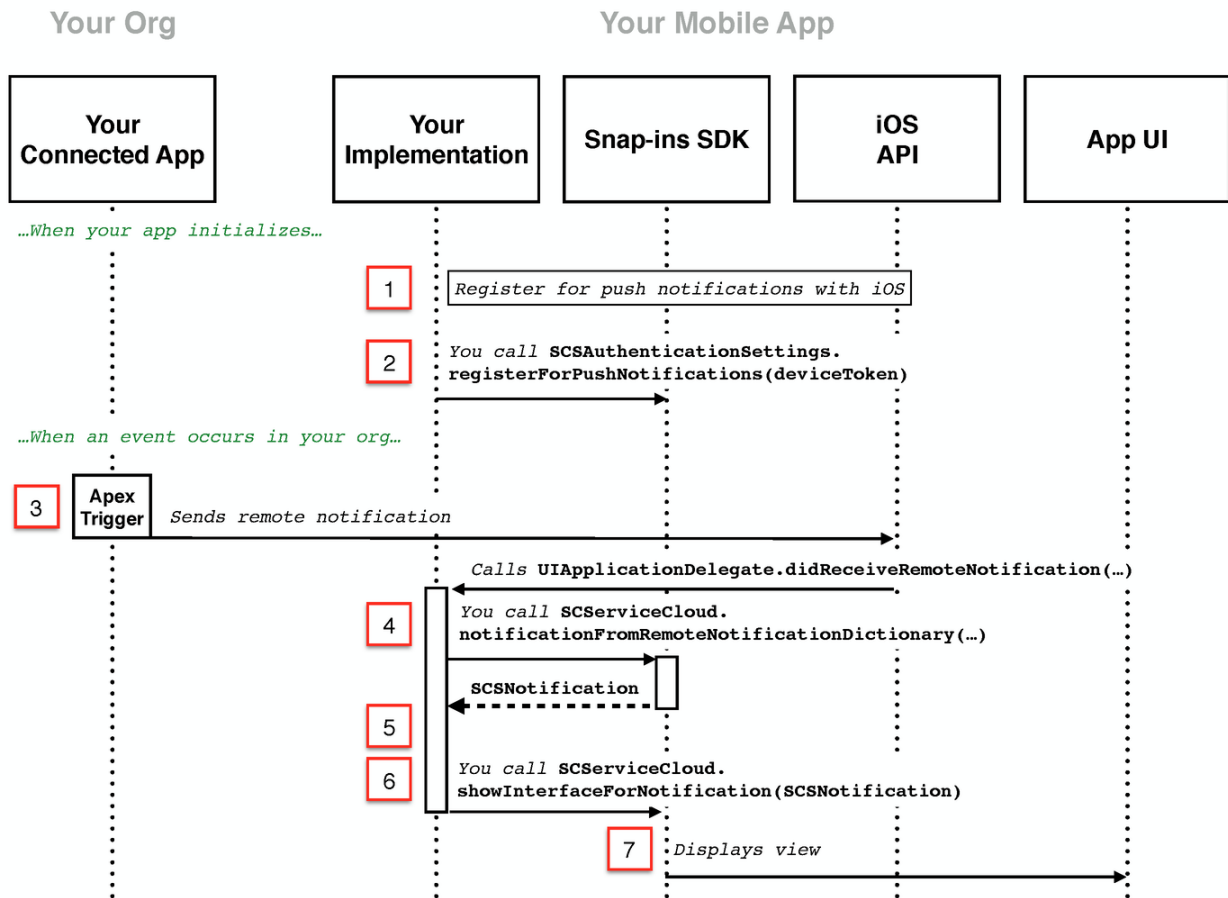 Your Org
Your Mobile App
Your
Connected App
Your
Implementation
Snap-ins SDK
iOS
API
App UI
…When your app initializes…
1
Register for push notifications with iOS
2
You call SCSAuthenticationSettings.
registerForPushNotifications(deviceToken)
…When an event occurs in your org…
3
Apex
Trigger
Sends remote notification
Calls UIApplicationDelegate.didReceiveRemoteNotification(…)
4
You call SCServiceCloud.
notificationFromRemoteNotificationDictionary(…)
SCSNotification
5
6
You call SCServiceCloud.
showInterfaceForNotification(SCSNotification)
7
Displays view